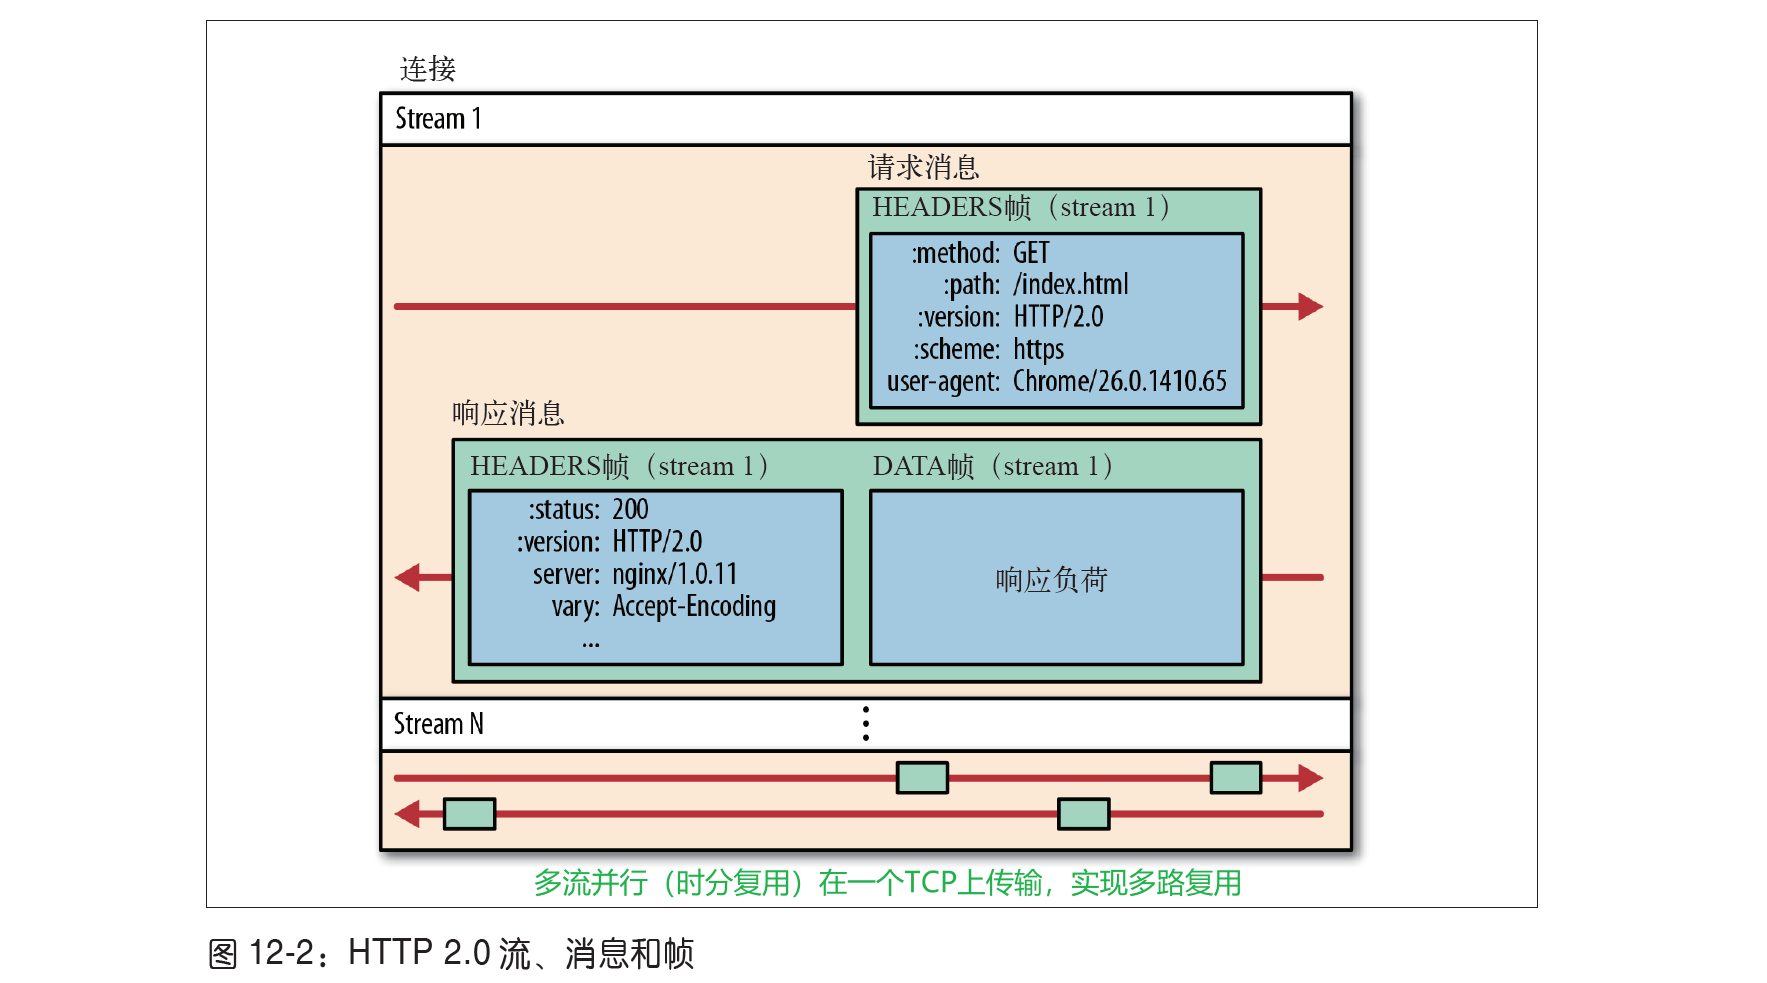 连接
Stream 1
请求消息
HEADERS帧（stream 1）
:method: GET
:path: /index.html
:version: HTTP/2.0
:scheme: https
user-agent: Chrome/26.0.1410.65
响应消息
HEADERS帧（stream 1）
:status: 200
:version: HTTP/2.0
server: nginx/1.0.11
vary: Accept-Encoding
...
DATA帧（stream 1）
响应负荷
Stream N
多流并行（时分复用）在一个TCP上传输，实现多路复用
图 12-2：HTTP 2.0 流、消息和帧